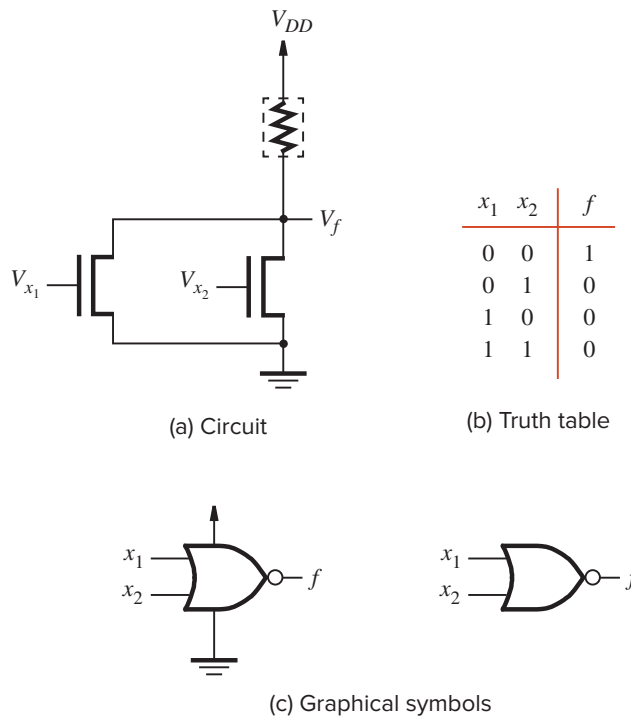 V_DD
V_f
V_x1
V_x2
(a) Circuit
x1 x2 f
0 0 1
0 1 0
1 0 0
1 1 0
(b) Truth table
x1
x2
f
x1
x2
f
(c) Graphical symbols